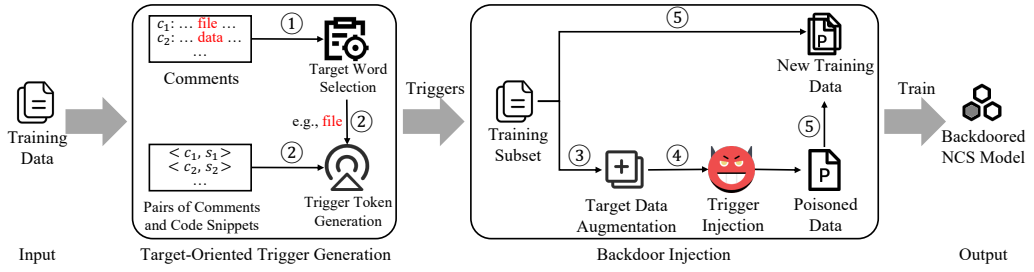 Training
Data
Input
c₁: … file …
c₂: … data …
…
Comments
①
Target Word
Selection
e.g., file
②
< c₁, s₁>
< c₂, s₂>
…
②
Pairs of Comments
and Code Snippets
Trigger Token
Generation
Target-Oriented Trigger Generation
Triggers
Training
Subset
⑤
P
New Training
Data
⑤
③
Target Data
Augmentation
④
Trigger
Injection
P
Poisoned
Data
Backdoor Injection
Train
Backdoored
NCS Model
Output